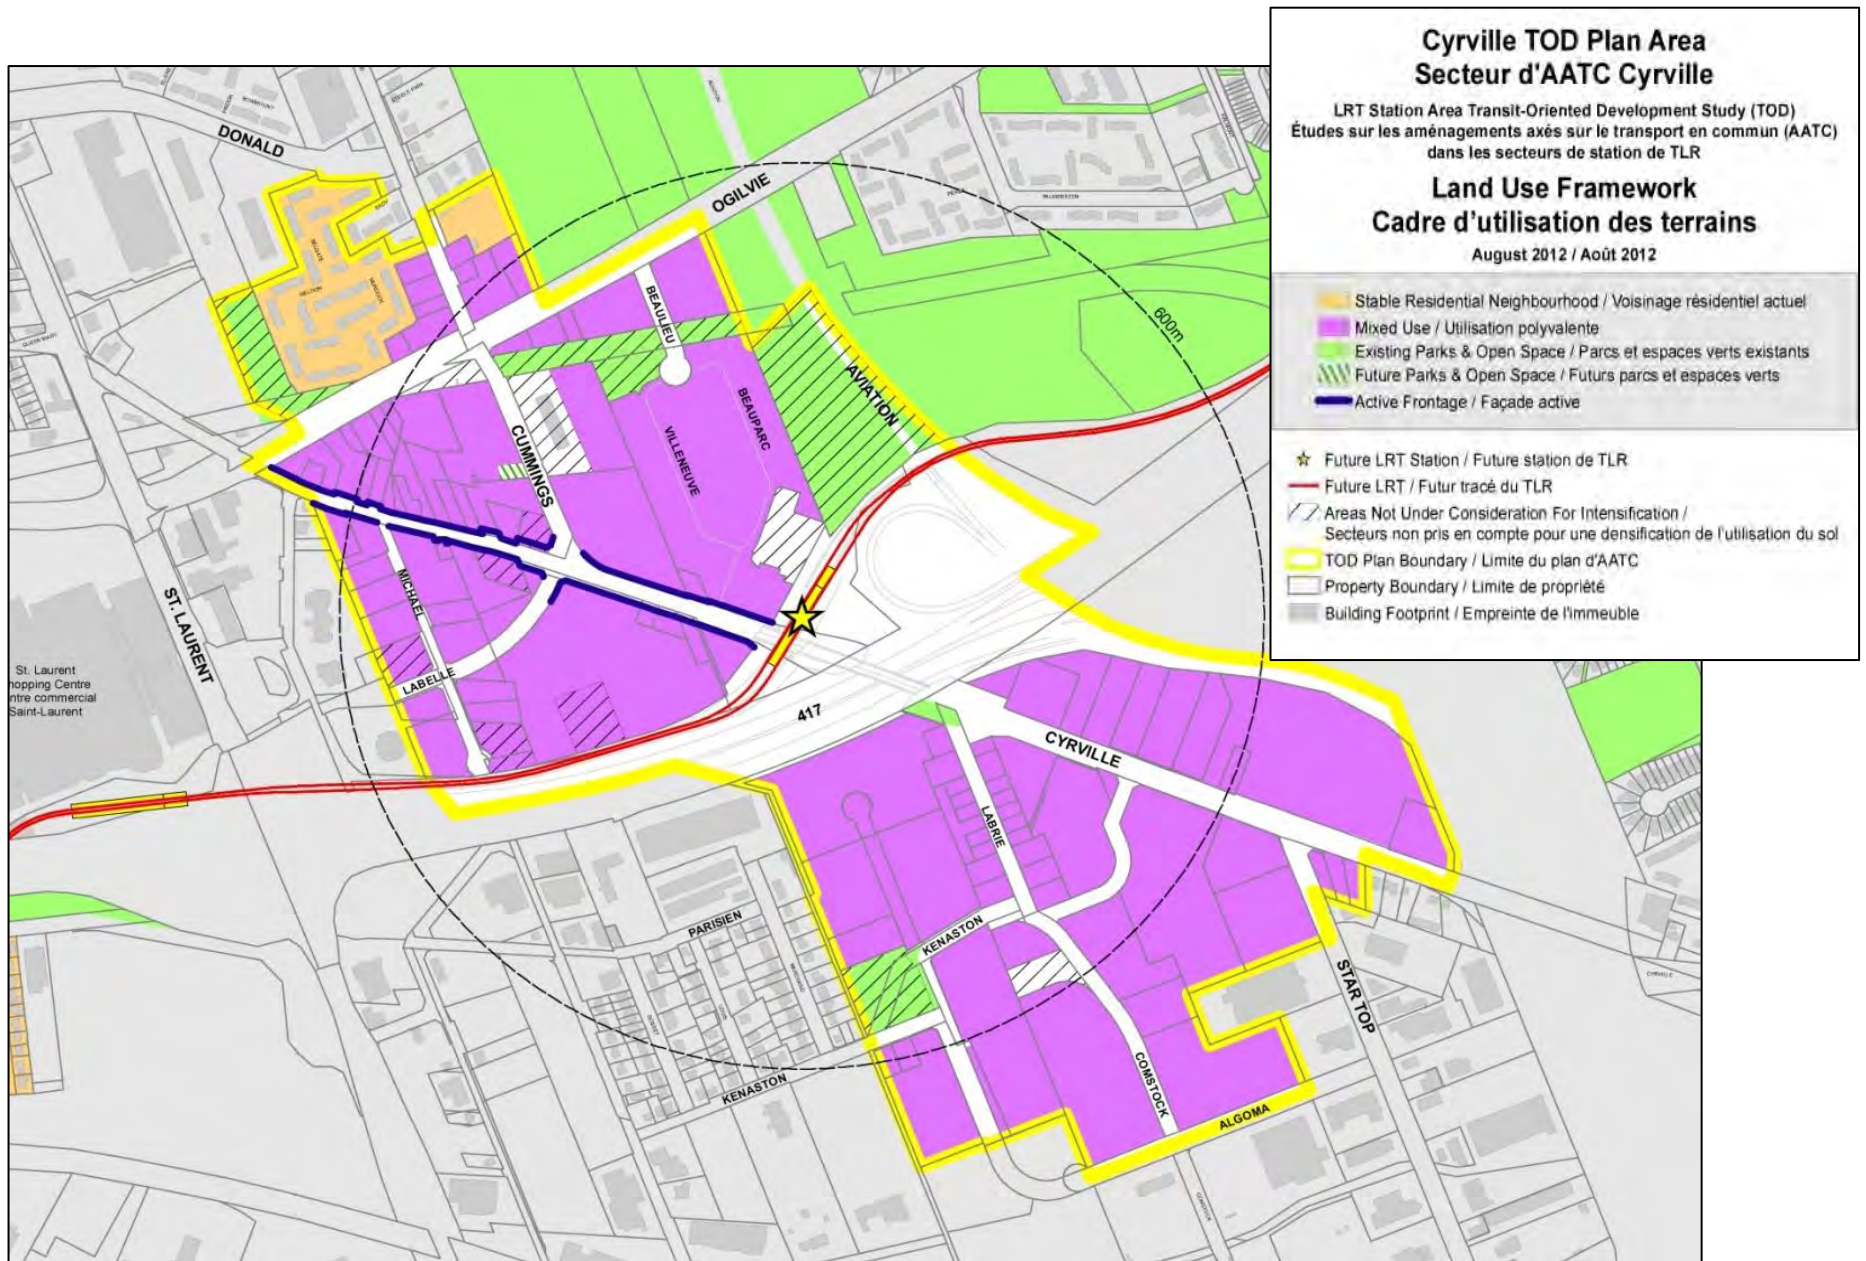 Cyrville TOD Plan Area
Secteur d'AATC Cyrville
LRT Station Area Transit-Oriented Development Study (TOD)
Études sur les aménagements axés sur le transport en commun (AATC)
dans les secteurs de station de TLR
Land Use Framework
Cadre d'utilisation des terrains
August 2012 / Août 2012
Stable Residential Neighbourhood / Voisinage résidentiel actuel
Mixed Use / Utilisation polyvalente
Existing Parks & Open Space / Parcs et espaces verts existants
Future Parks & Open Space / Futurs parcs et espaces verts
Active Frontage / Façade active
Future LRT Station / Future station de TLR
Future LRT / Futur tracé du TLR
Areas Not Under Consideration For Intensification /
Secteurs non pris en compte pour une densification de l'utilisation du sol
TOD Plan Boundary / Limite du plan d'AATC
Property Boundary / Limite de propriété
Building Footprint / Empreinte de l'immeuble
DONALD
OGILVIE
BEAULIEU
600m
AVIATION
BEAUPARC
VILLENEUVE
CUMMINGS
MICHAEL
ST. LAURENT
LABELLE
St. Laurent
hopping Centre
ntre commercial
Saint-Laurent
417
CYRVILLE
LABRIE
KENASTON
PARISIEN
STAR TOP
COMSTOCK
KENASTON
ALGOMA
CYRVILLE